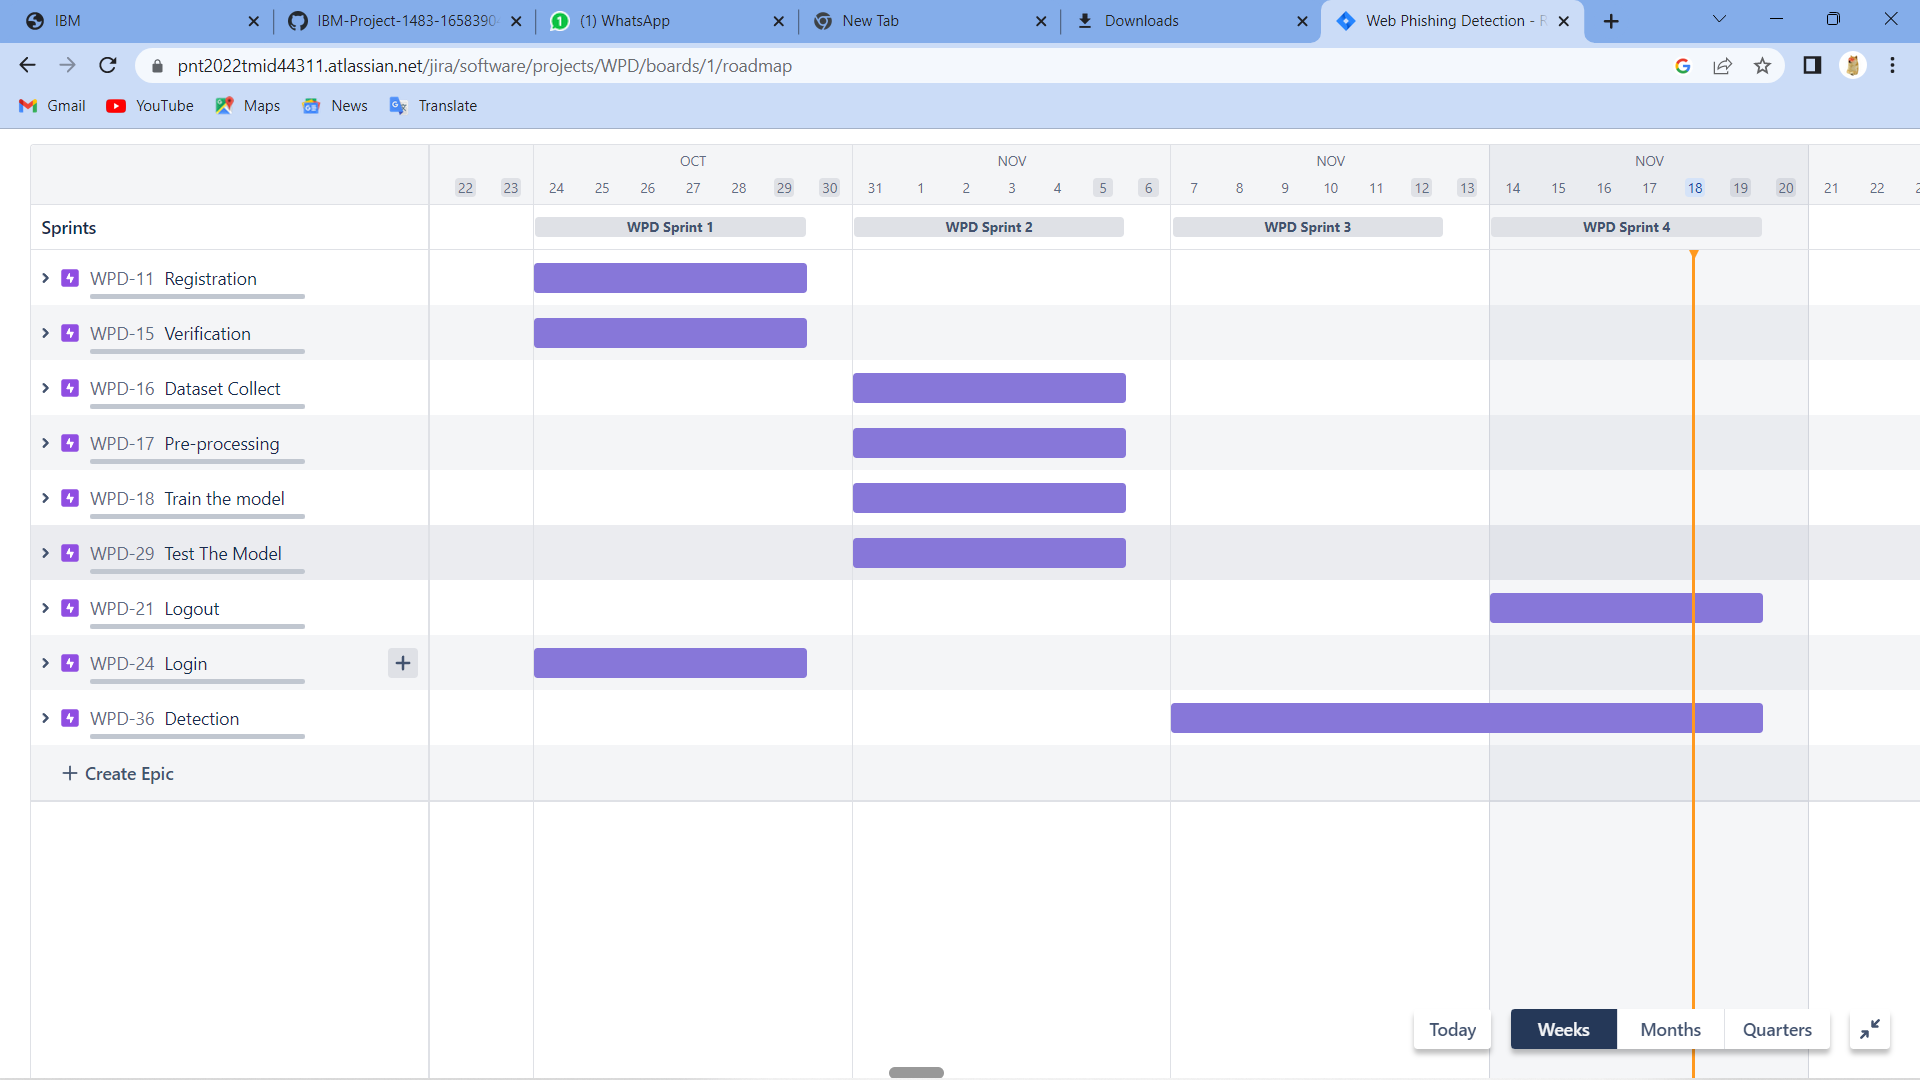 IBM
IBM-Project-1483-1658390
(1) WhatsApp
New Tab
Downloads
Web Phishing Detection -
pnt2022tmid44311.atlassian.net/jira/software/projects/WPD/boards/1/roadmap
Gmail
YouTube
Maps
News
Translate
OCT NOV NOV NOV
22 23 24 25 26 27 28 29 30 31 1 2 3 4 5 6 7 8 9 10 11 12 13 14 15 16 17 18 19 20 21 22
Sprints WPD Sprint 1 WPD Sprint 2 WPD Sprint 3 WPD Sprint 4
WPD-11 Registration
WPD-15 Verification
WPD-16 Dataset Collect
WPD-17 Pre-processing
WPD-18 Train the model
WPD-29 Test The Model
WPD-21 Logout
WPD-24 Login
WPD-36 Detection
+ Create Epic
Today Weeks Months Quarters